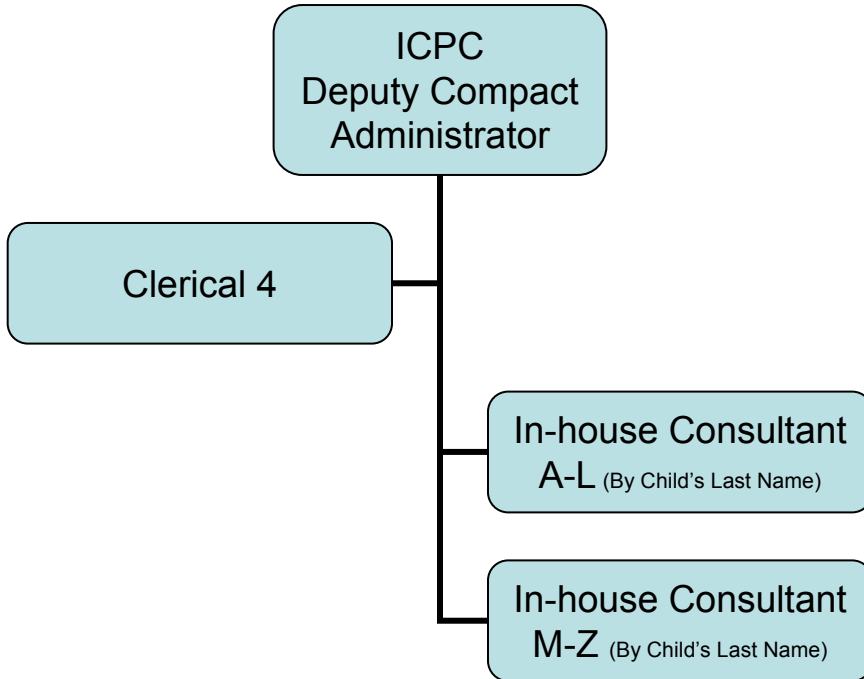 ICPC
Deputy Compact
Administrator
Clerical 4
In-house Consultant
A-L (By Child’s Last Name)
In-house Consultant
M-Z (By Child’s Last Name)